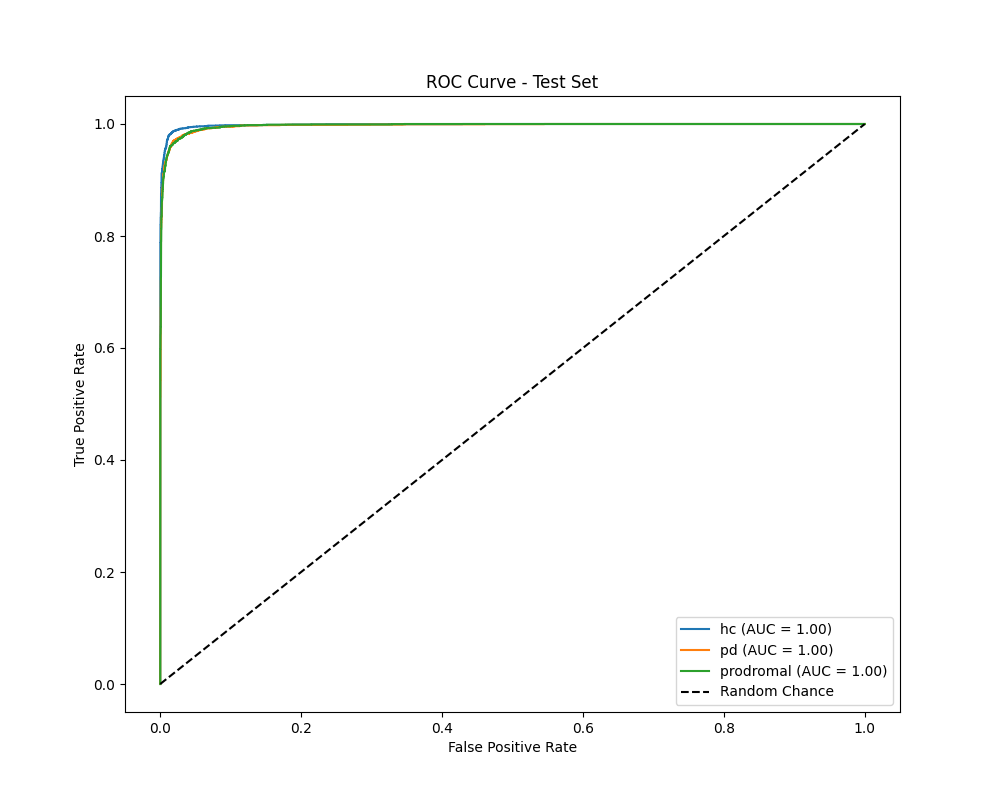 ROC Curve - Test Set
True Positive Rate
1.0
0.8
0.6
0.4
0.2
0.0
0.0 0.2 0.4 0.6 0.8 1.0
False Positive Rate
hc (AUC = 1.00)
pd (AUC = 1.00)
prodromal (AUC = 1.00)
Random Chance